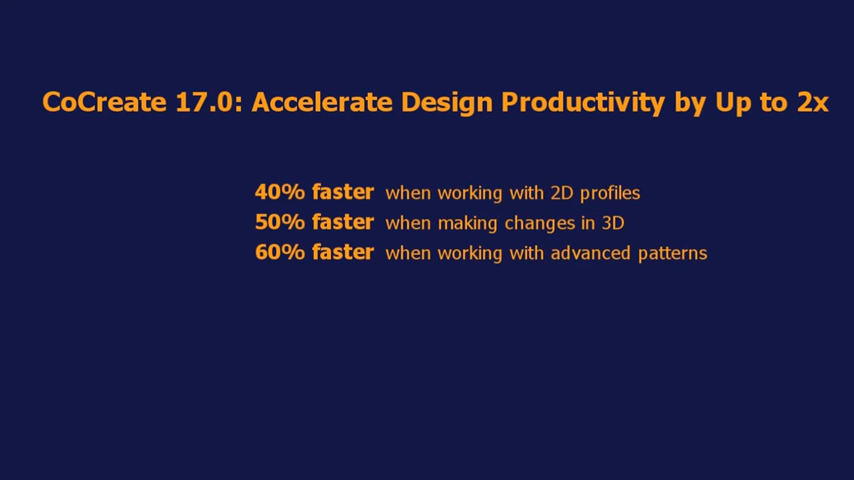 CoCreate 17.0: Accelerate Design Productivity by Up to 2x
40% faster when working with 2D profiles
50% faster when making changes in 3D
60% faster when working with advanced patterns